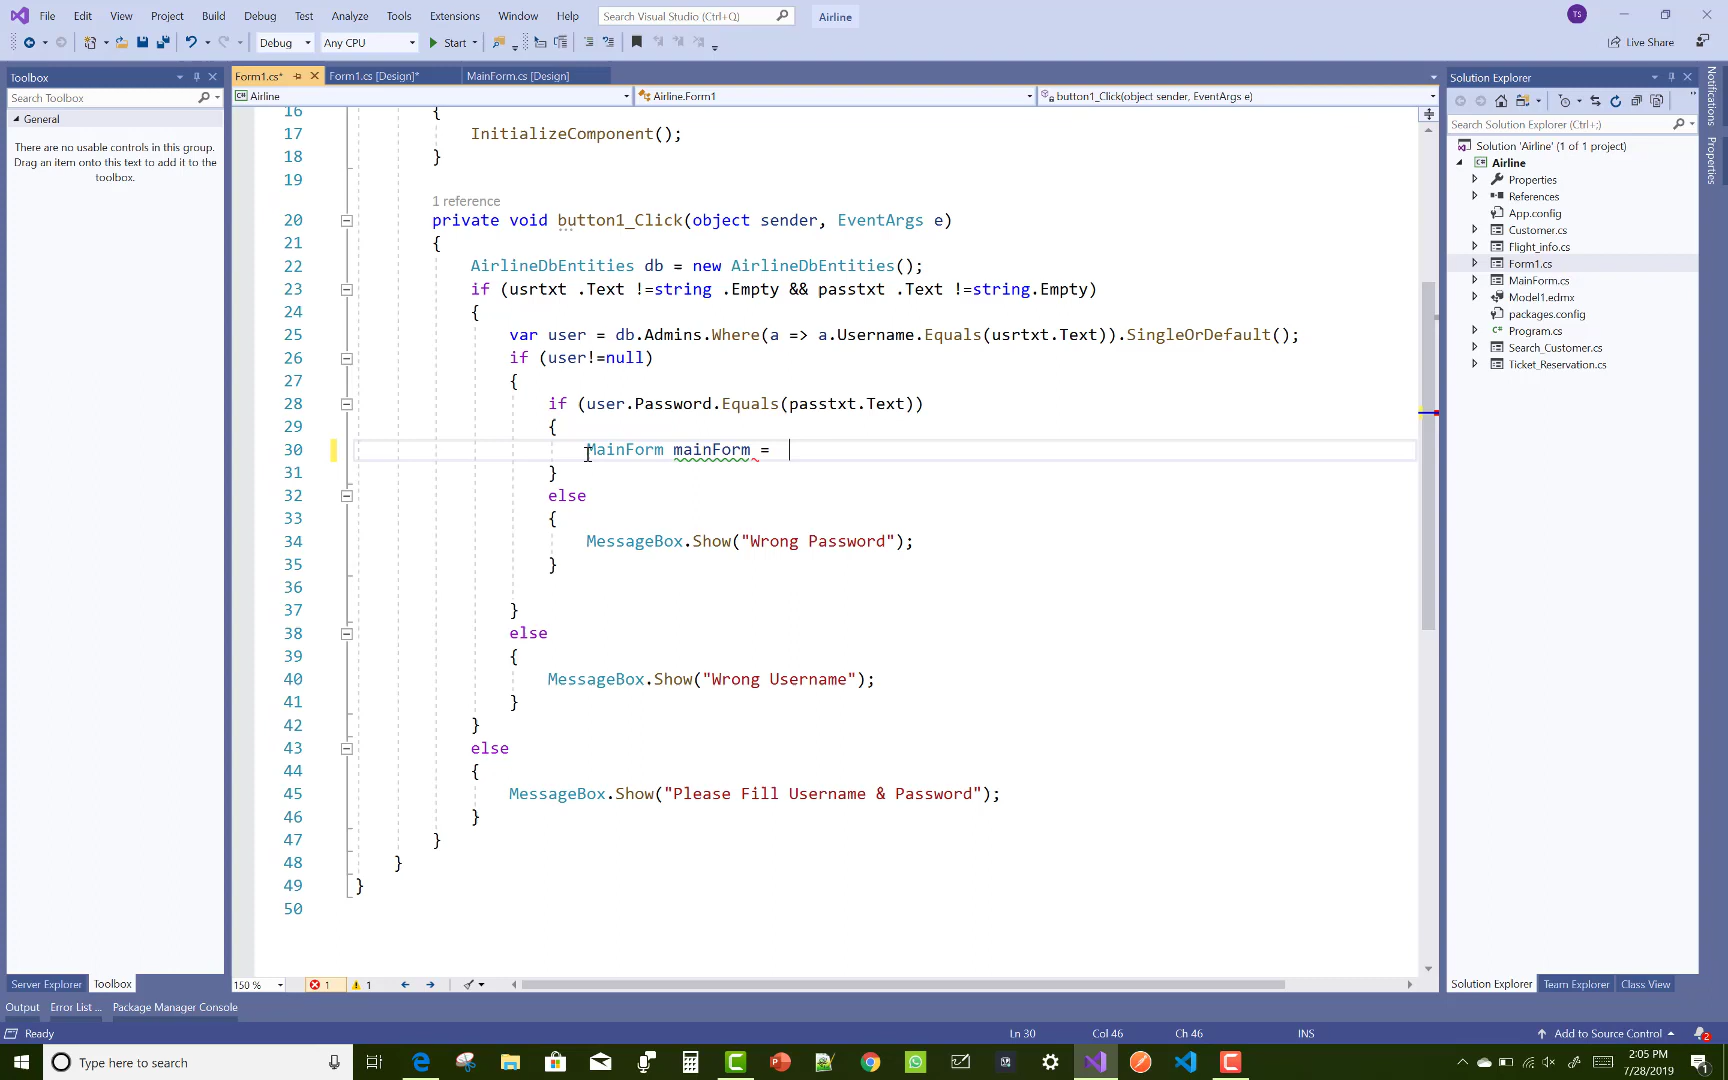 File Edit View Project Build Debug Test Analyze Tools Extensions Window Help Search Visual Studio (Ctrl+Q) Airline TS
Debug Any CPU Start Live Share
Toolbox
Search Toolbox
General
There are no usable controls in this group.
Drag an item onto this text to add it to the
toolbox.
Form1.cs* Form1.cs [Design]* MainForm.cs [Design]
Airline Airline.Form1 button1_Click(object sender, EventArgs e)
16 {
17 InitializeComponent();
18 }
19
1 reference
20 private void button1_Click(object sender, EventArgs e)
21 {
22 AirlineDbEntities db = new AirlineDbEntities();
23 if (usrtxt .Text !=string .Empty && passtxt .Text !=string.Empty)
24 {
25 var user = db.Admins.Where(a => a.Username.Equals(usrtxt.Text)).SingleOrDefault();
26 if (user!=null)
27 {
28 if (user.Password.Equals(passtxt.Text))
29 {
30 MainForm mainForm =
31 }
32 else
33 {
34 MessageBox.Show("Wrong Password");
35 }
36
37 }
38 else
39 {
40 MessageBox.Show("Wrong Username");
41 }
42 }
43 else
44 {
45 MessageBox.Show("Please Fill Username & Password");
46 }
47 }
48 }
49 }
50
150 % 1 1
Solution Explorer
Search Solution Explorer (Ctrl+;)
Solution 'Airline' (1 of 1 project)
Airline
Properties
References
App.config
Customer.cs
Flight_info.cs
Form1.cs
MainForm.cs
Model1.edmx
packages.config
Program.cs
Search_Customer.cs
Ticket_Reservation.cs
Notifications
Properties
Server Explorer Toolbox
Solution Explorer Team Explorer Class View
Output Error List ... Package Manager Console
Ready Ln 30 Col 46 Ch 46 INS Add to Source Control 2
Type here to search
2:05 PM
7/28/2019
1